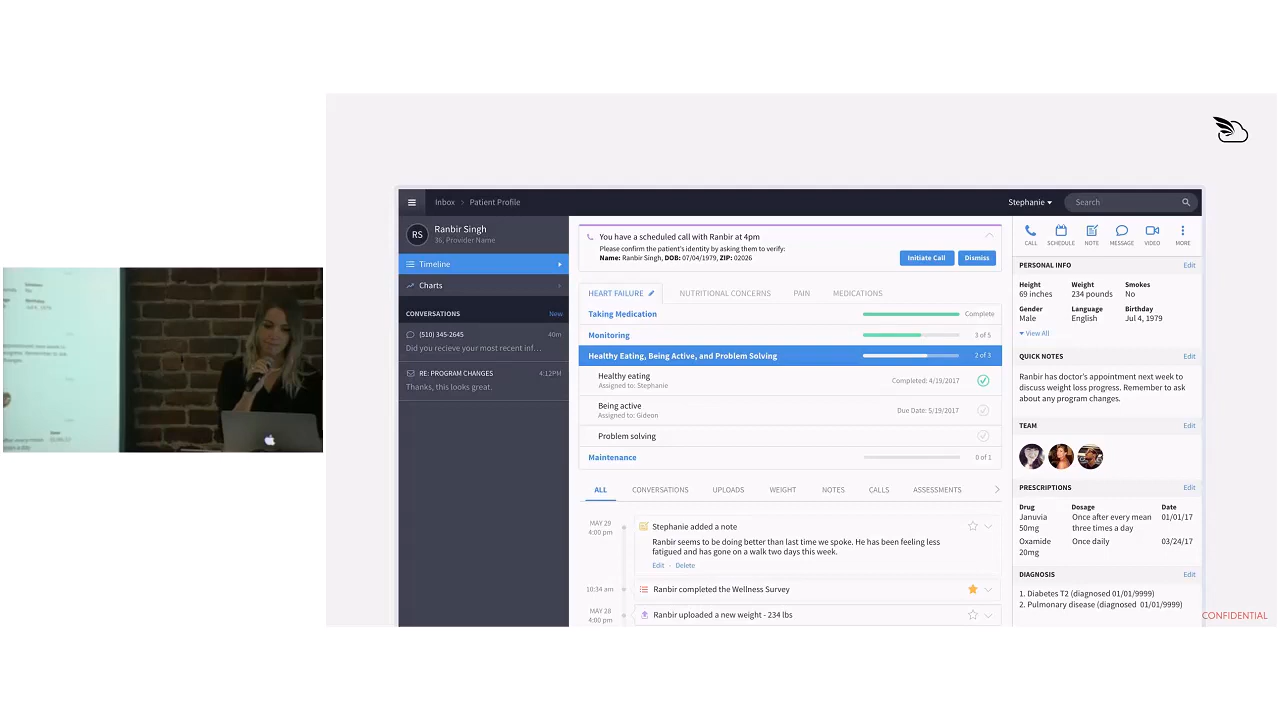 Inbox > Patient Profile
Stephanie
Search
RS
Ranbir Singh
36, Provider Name
Timeline
Charts
CONVERSATIONS
New
(510) 345-2645
40m
Did you recieve your most recent inf...
RE: PROGRAM CHANGES
4:12PM
Thanks, this looks great.
You have a scheduled call with Ranbir at 4pm
Please confirm the patient's identity by asking them to verify:
Name: Ranbir Singh, DOB: 07/04/1979, ZIP: 02026
Initiate Call
Dismiss
HEART FAILURE
NUTRITIONAL CONCERNS
PAIN
MEDICATIONS
Taking Medication
Complete
Monitoring
3 of 5
Healthy Eating, Being Active, and Problem Solving
2 of 3
Healthy eating
Assigned to: Stephanie
Completed: 4/19/2017
Being active
Assigned to: Gideon
Due Date: 5/19/2017
Problem solving
Maintenance
0 of 1
ALL
CONVERSATIONS
UPLOADS
WEIGHT
NOTES
CALLS
ASSESSMENTS
MAY 29
4:00 pm
Stephanie added a note
Ranbir seems to be doing better than last time we spoke. He has been feeling less
fatigued and has gone on a walk two days this week.
Edit - Delete
10:34 am
Ranbir completed the Wellness Survey
MAY 28
4:00 pm
Ranbir uploaded a new weight - 234 lbs
CALL
SCHEDULE
NOTE
MESSAGE
VIDEO
MORE
PERSONAL INFO
Edit
Height Weight Smokes
69 inches 234 pounds No
Gender Language Birthday
Male English Jul 4, 1979
View All
QUICK NOTES
Edit
Ranbir has doctor's appointment next week to
discuss weight loss progress. Remember to ask
about any program changes.
TEAM
Edit
PRESCRIPTIONS
Edit
Drug Dosage Date
Januvia Once after every mean 01/01/17
50mg three times a day
Oxamide Once daily 03/24/17
20mg
DIAGNOSIS
Edit
1. Diabetes T2 (diagnosed 01/01/9999)
2. Pulmonary disease (diagnosed 01/01/9999)
CONFIDENTIAL